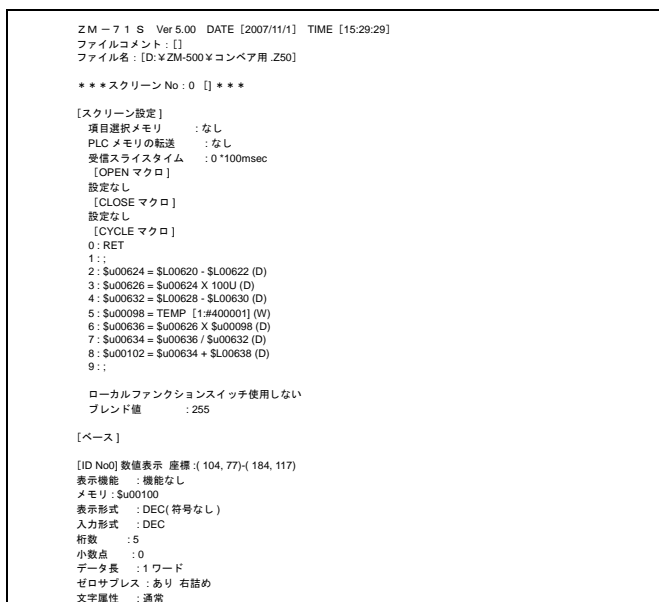 ＺＭ－７１Ｓ Ver 5.00 DATE［2007/11/1］ TIME［15:29:29］
ファイルコメント：[]
ファイル名：[D:￥ZM-500￥コンベア用 .Z50]
＊＊＊スクリーン No：0 [] ＊＊＊
[スクリーン設定 ]
項目選択メモリ ：なし
PLC メモリの転送 ：なし
受信スライスタイム ：0 *100msec
［OPEN マクロ ]
設定なし
［CLOSE マクロ ]
設定なし
［CYCLE マクロ ]
0 : RET
1 : ;
2 : $u00624 = $L00620 - $L00622 (D)
3 : $u00626 = $u00624 X 100U (D)
4 : $u00632 = $L00628 - $L00630 (D)
5 : $u00098 = TEMP［1:#400001] (W)
6 : $u00636 = $u00626 X $u00098 (D)
7 : $u00634 = $u00636 / $u00632 (D)
8 : $u00102 = $u00634 + $L00638 (D)
9 : ;
ローカルファンクションスイッチ使用しない
ブレンド値 ：255
[ベース ]
[ID No0] 数値表示 座標 :( 104, 77)-( 184, 117)
表示機能 ：機能なし
メモリ : $u00100
表示形式 ：DEC( 符号なし )
入力形式 ：DEC
桁数 ：5
小数点 ：0
データ長 ：1 ワード
ゼロサプレス ：あり 右詰め
文字属性 ：通常